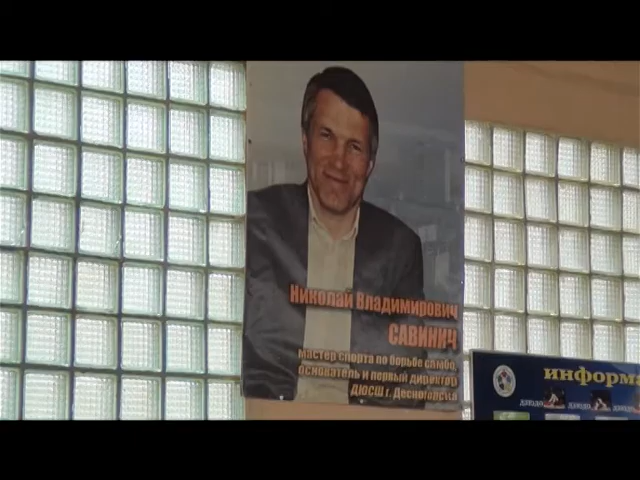 Николай Владимирович
САВИНИЧ
мастер спорта по борьбе самбо,
основатель и первый директор
ДЮСШ г. Десногорска
информа